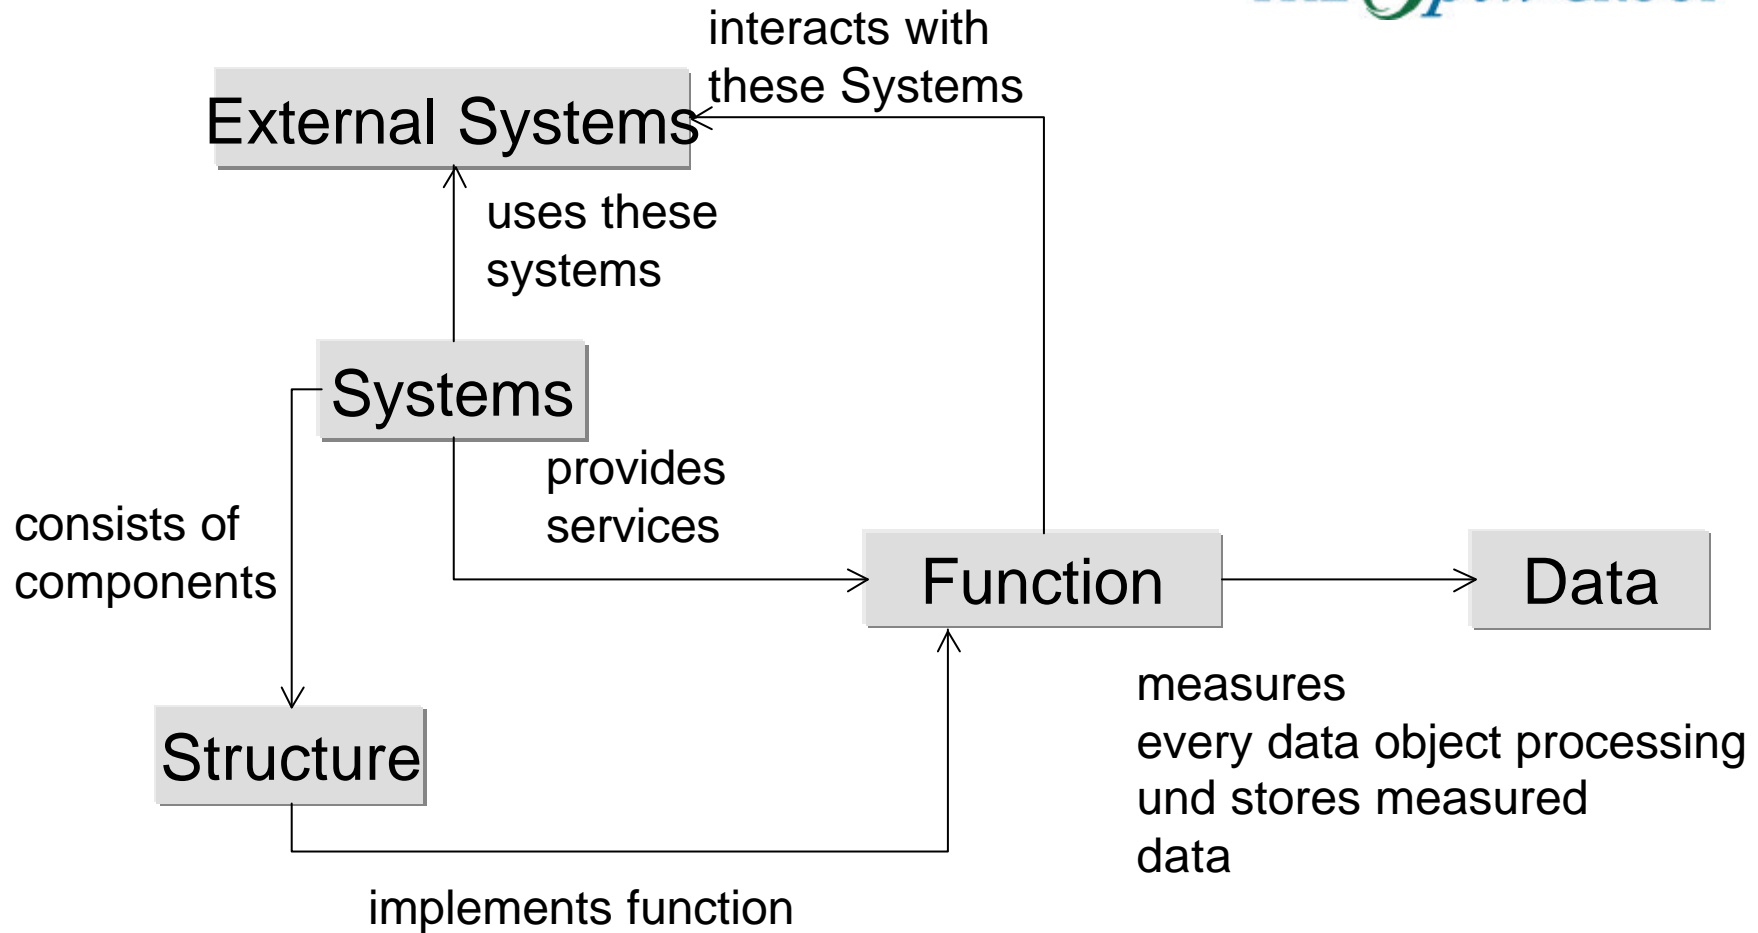 interacts with
these Systems
External Systems
uses these
systems
Systems
provides
services
consists of
components
Function
Data
Structure
measures
every data object processing
und stores measured
data
implements function